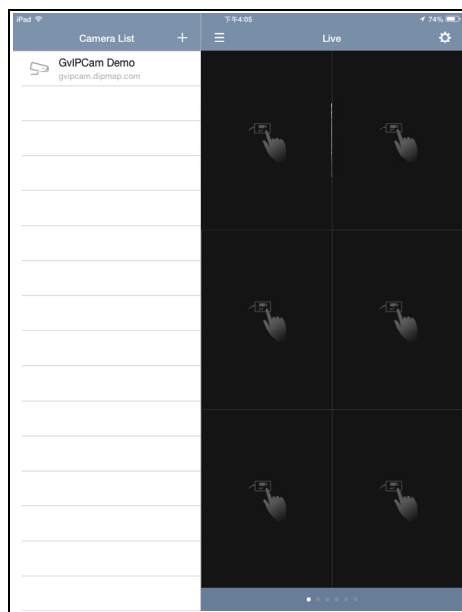 iPad 下午4:05 74%
Camera List + Live
GvIPCam Demo
gvipcam.dipmap.com